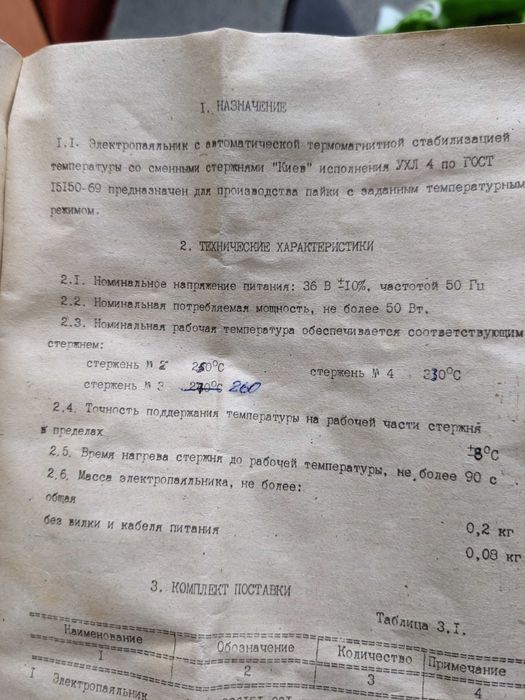 I. НАЗНАЧЕНИЕ
I.I. Электропаяльник с автоматической термомагнитной стабилизацией
температуры со сменными стержнями "Киев" исполнения УХЛ 4 по ГОСТ
I5I50-69 предназначен для производства пайки с заданным температурным
режимом.
2. ТЕХНИЧЕСКИЕ ХАРАКТЕРИСТИКИ
2.I. Номинальное напряжение питания: 36 В ±10%, частотой 50 Гц
2.2. Номинальная потребляемая мощность, не более 50 Вт.
2.3. Номинальная рабочая температура обеспечивается соответствующим
стержнем:
стержень № 2 250°С стержень № 4 230°С
стержень № 3 270°С 260
2.4. Точность поддержания температуры на рабочей части стержня
в пределах ±8°С
2.5. Время нагрева стержня до рабочей температуры, не более 90 с
2.6. Масса электропаяльника, не более:
общая 0,2 кг
без вилки и кабеля питания 0,08 кг
3. КОМПЛЕКТ ПОСТАВКИ
Таблица 3.I.
Наименование Обозначение Количество Примечание
I 2 3 4
I Электропаяльник